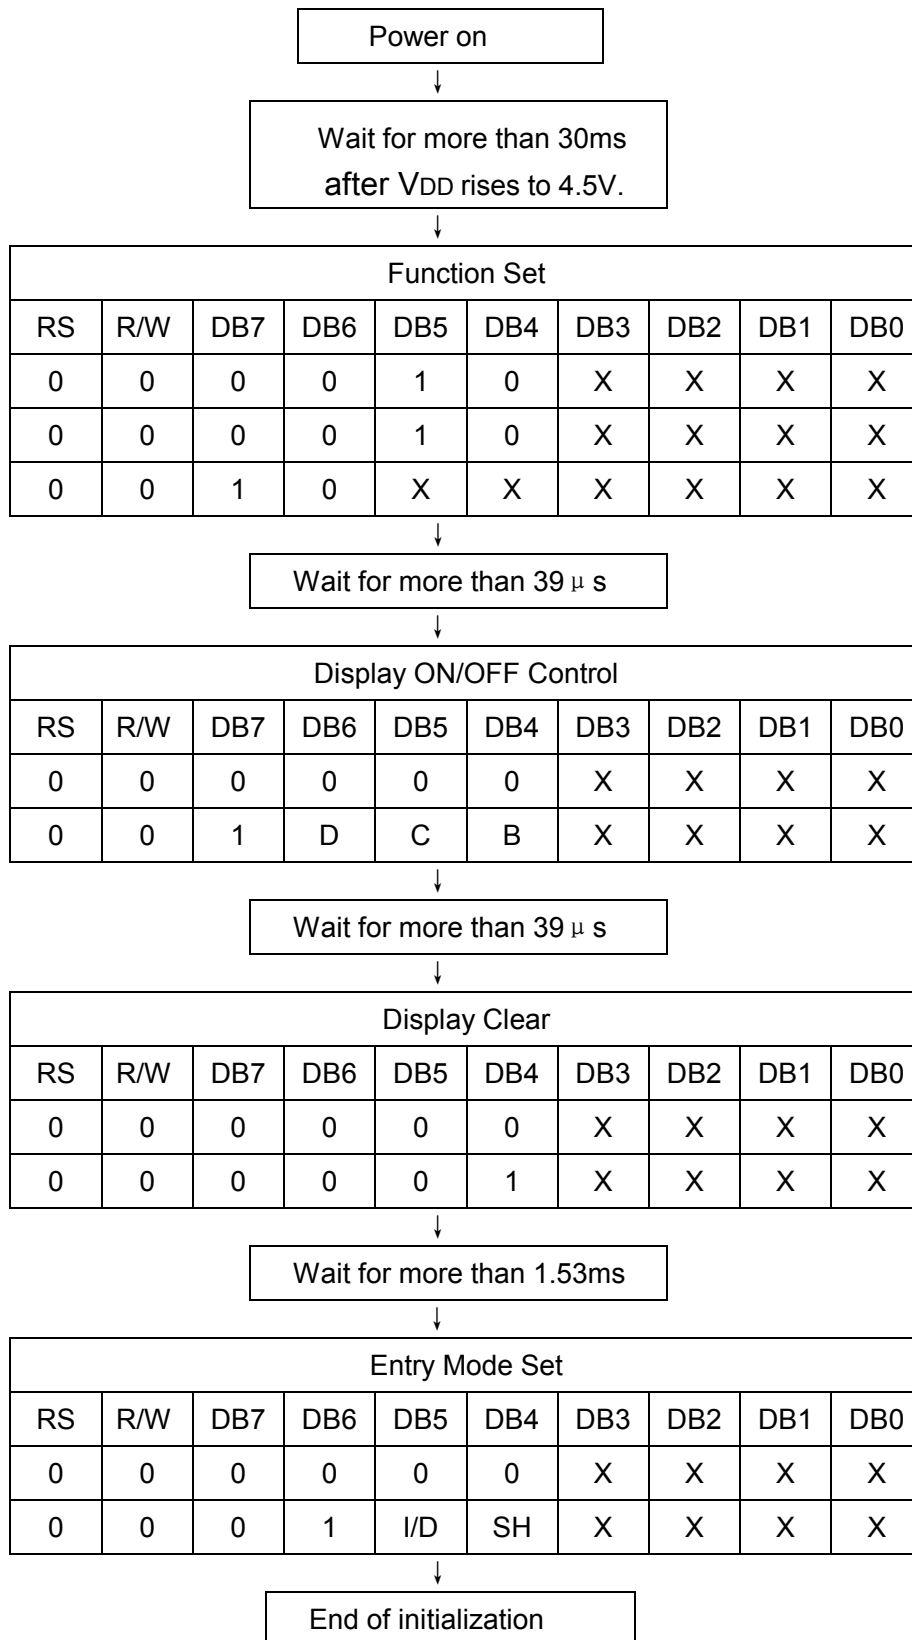 Power on
↓
Wait for more than 30ms
after VDD rises to 4.5V.
↓
Function Set
RS R/W DB7 DB6 DB5 DB4 DB3 DB2 DB1 DB0
0 0 0 0 1 0 X X X X
0 0 0 0 1 0 X X X X
0 0 1 0 X X X X X X
↓
Wait for more than 39 μ s
↓
Display ON/OFF Control
RS R/W DB7 DB6 DB5 DB4 DB3 DB2 DB1 DB0
0 0 0 0 0 0 X X X X
0 0 1 D C B X X X X
↓
Wait for more than 39 μ s
↓
Display Clear
RS R/W DB7 DB6 DB5 DB4 DB3 DB2 DB1 DB0
0 0 0 0 0 0 X X X X
0 0 0 0 0 1 X X X X
↓
Wait for more than 1.53ms
↓
Entry Mode Set
RS R/W DB7 DB6 DB5 DB4 DB3 DB2 DB1 DB0
0 0 0 0 0 0 X X X X
0 0 0 1 I/D SH X X X X
↓
End of initialization